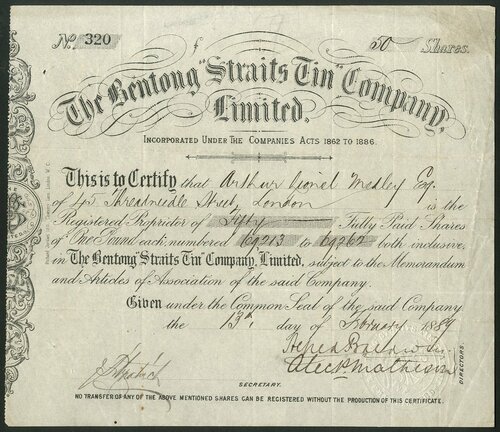 No. 320
50 Shares.
The Bentong "Straits Tin" Company,
Limited.
INCORPORATED UNDER THE COMPANIES ACTS 1862 TO 1886.
This is to Certify that Arthur Lionel Medley Esq.
of 42 Threadneedle Street, London is the
Registered Proprietor of Fifty Fully Paid Shares
of One Pound each numbered 69213 to 69262 both inclusive,
in The Bentong "Straits Tin" Company, Limited, subject to the Memorandum
and Articles of Association of the said Company.
Given under the Common Seal of the said Company
the 13th day of February 1889
DIRECTORS.
SECRETARY.
NO TRANSFER OF ANY OF THE ABOVE MENTIONED SHARES CAN BE REGISTERED WITHOUT THE PRODUCTION OF THIS CERTIFICATE.